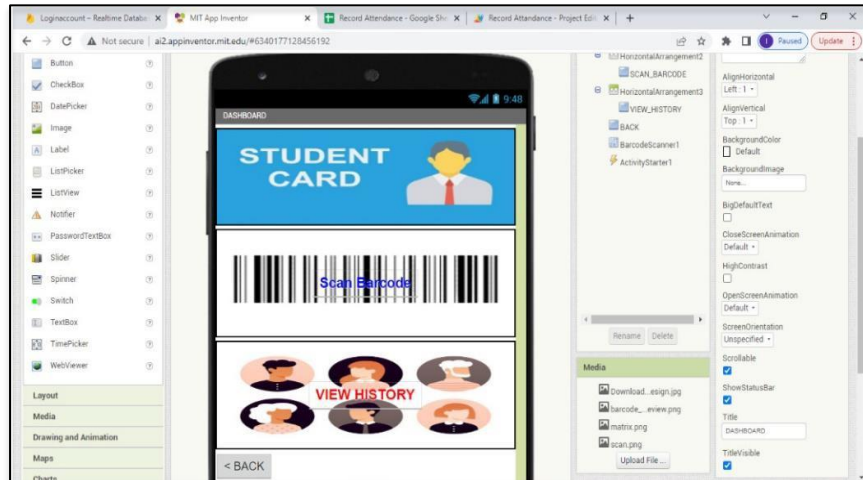 Loginaccount – Realtime Databa
MIT App Inventor
Record Attendance - Google She
Record Attandance - Project Edit
Not secure | ai2.appinventor.mit.edu/#6340177128456192
Paused
Update
Button
CheckBox
DatePicker
Image
Label
ListPicker
ListView
Notifier
PasswordTextBox
Slider
Spinner
Switch
TextBox
TimePicker
WebViewer
Layout
Media
Drawing and Animation
Maps
Charts
9:48
DASHBOARD
STUDENT
CARD
Scan Barcode
VIEW HISTORY
< BACK
HorizontalArrangement2
SCAN_BARCODE
HorizontalArrangement3
VIEW_HISTORY
BACK
BarcodeScanner1
ActivityStarter1
Rename Delete
Media
Download...esign.jpg
barcode_...eview.png
matrix.png
scan.png
Upload File ...
AlignHorizontal
Left : 1
AlignVertical
Top : 1
BackgroundColor
Default
BackgroundImage
None...
BigDefaultText
CloseScreenAnimation
Default
HighContrast
OpenScreenAnimation
Default
ScreenOrientation
Unspecified
Scrollable
ShowStatusBar
Title
DASHBOARD
TitleVisible